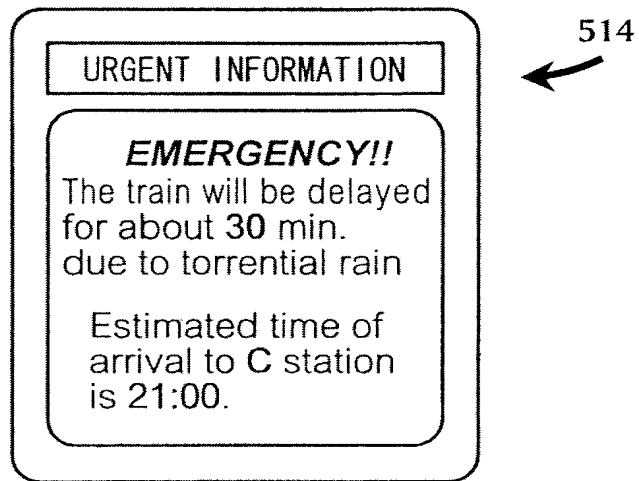 514
URGENT INFORMATION
EMERGENCY!!
The train will be delayed
for about 30 min.
due to torrential rain
Estimated time of
arrival to C station
is 21:00.